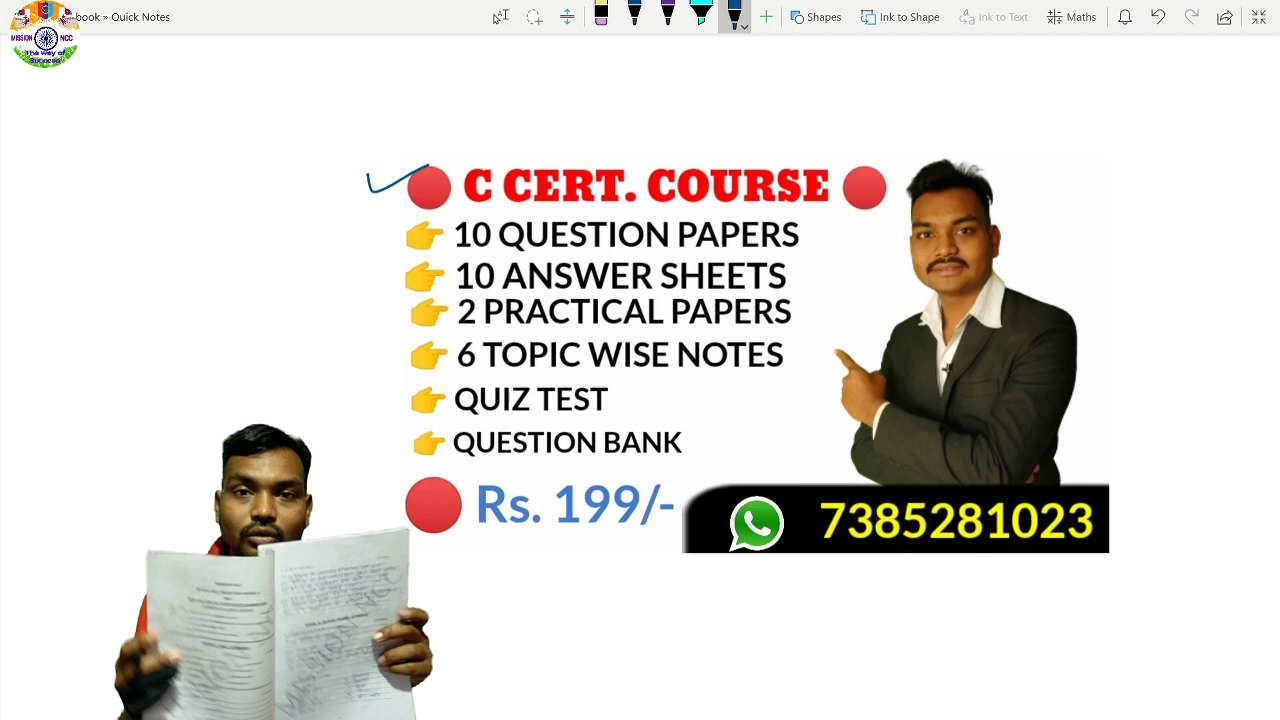 book » Quick Notes
Shapes
Ink to Shape
Ink to Text
Maths
MISSION NCC
The way of
Success
C CERT. COURSE
10 QUESTION PAPERS
10 ANSWER SHEETS
2 PRACTICAL PAPERS
6 TOPIC WISE NOTES
QUIZ TEST
QUESTION BANK
Rs. 199/-
7385281023